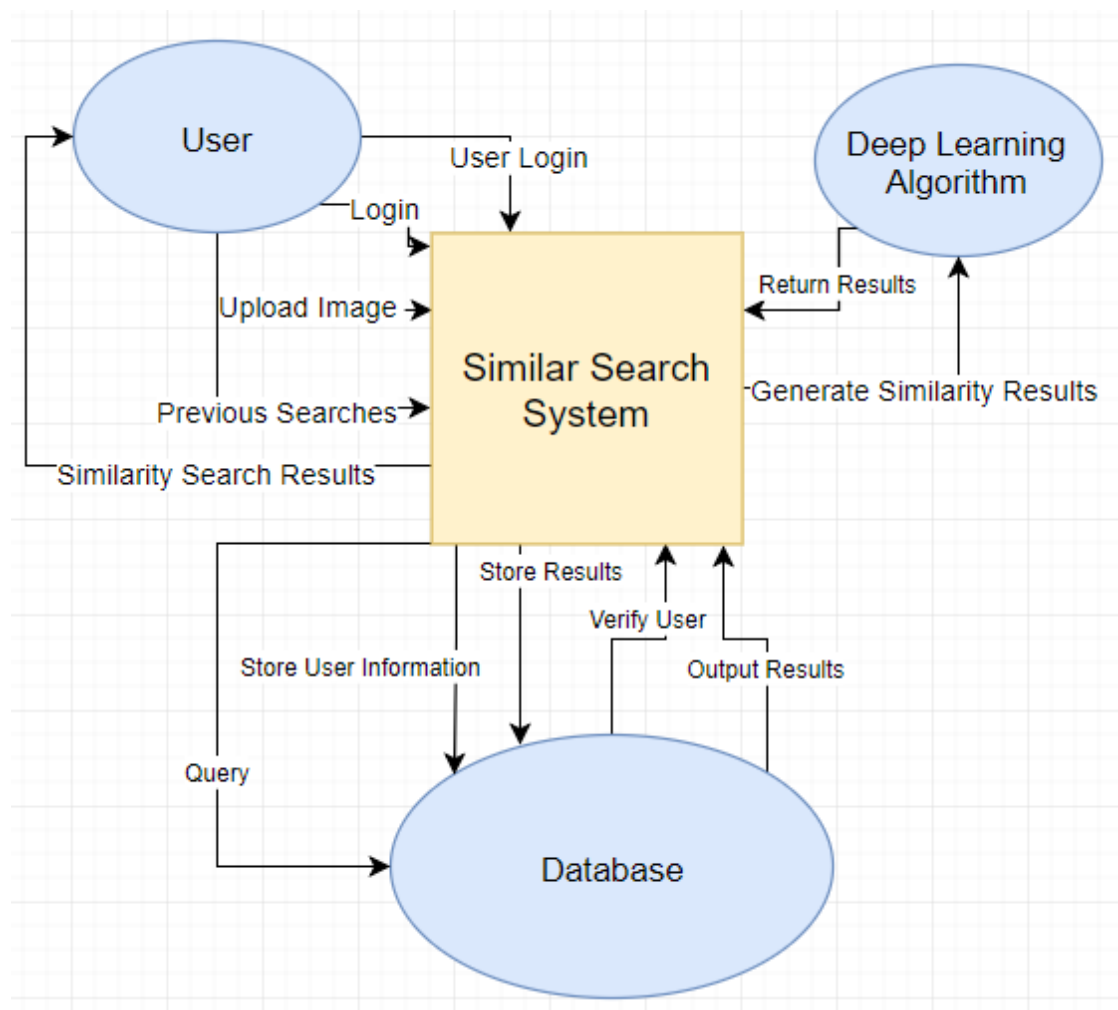 User
User Login
Login
Deep Learning
Algorithm
Return Results
Upload Image
Similar Search
System
Generate Similarity Results
Previous Searches
Similarity Search Results
Store Results
Verify User
Store User Information
Output Results
Query
Database